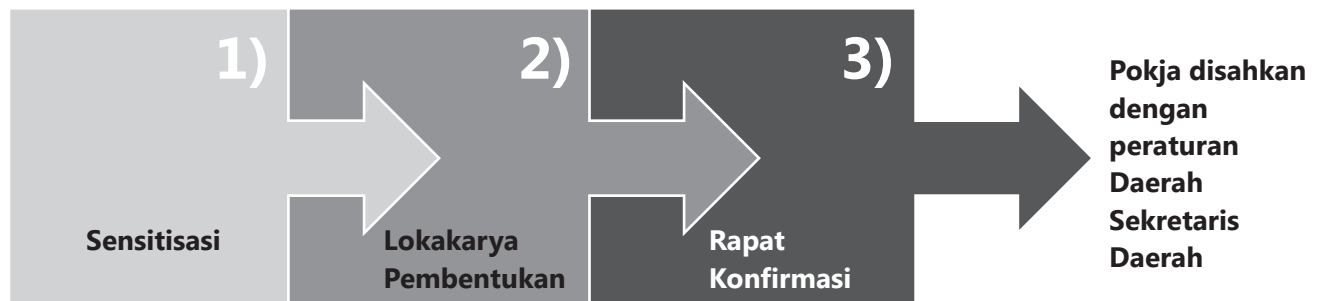 1)
Sensitisasi
2)
Lokakarya
Pembentukan
3)
Rapat
Konfirmasi
Pokja disahkan
dengan
peraturan
Daerah
Sekretaris
Daerah